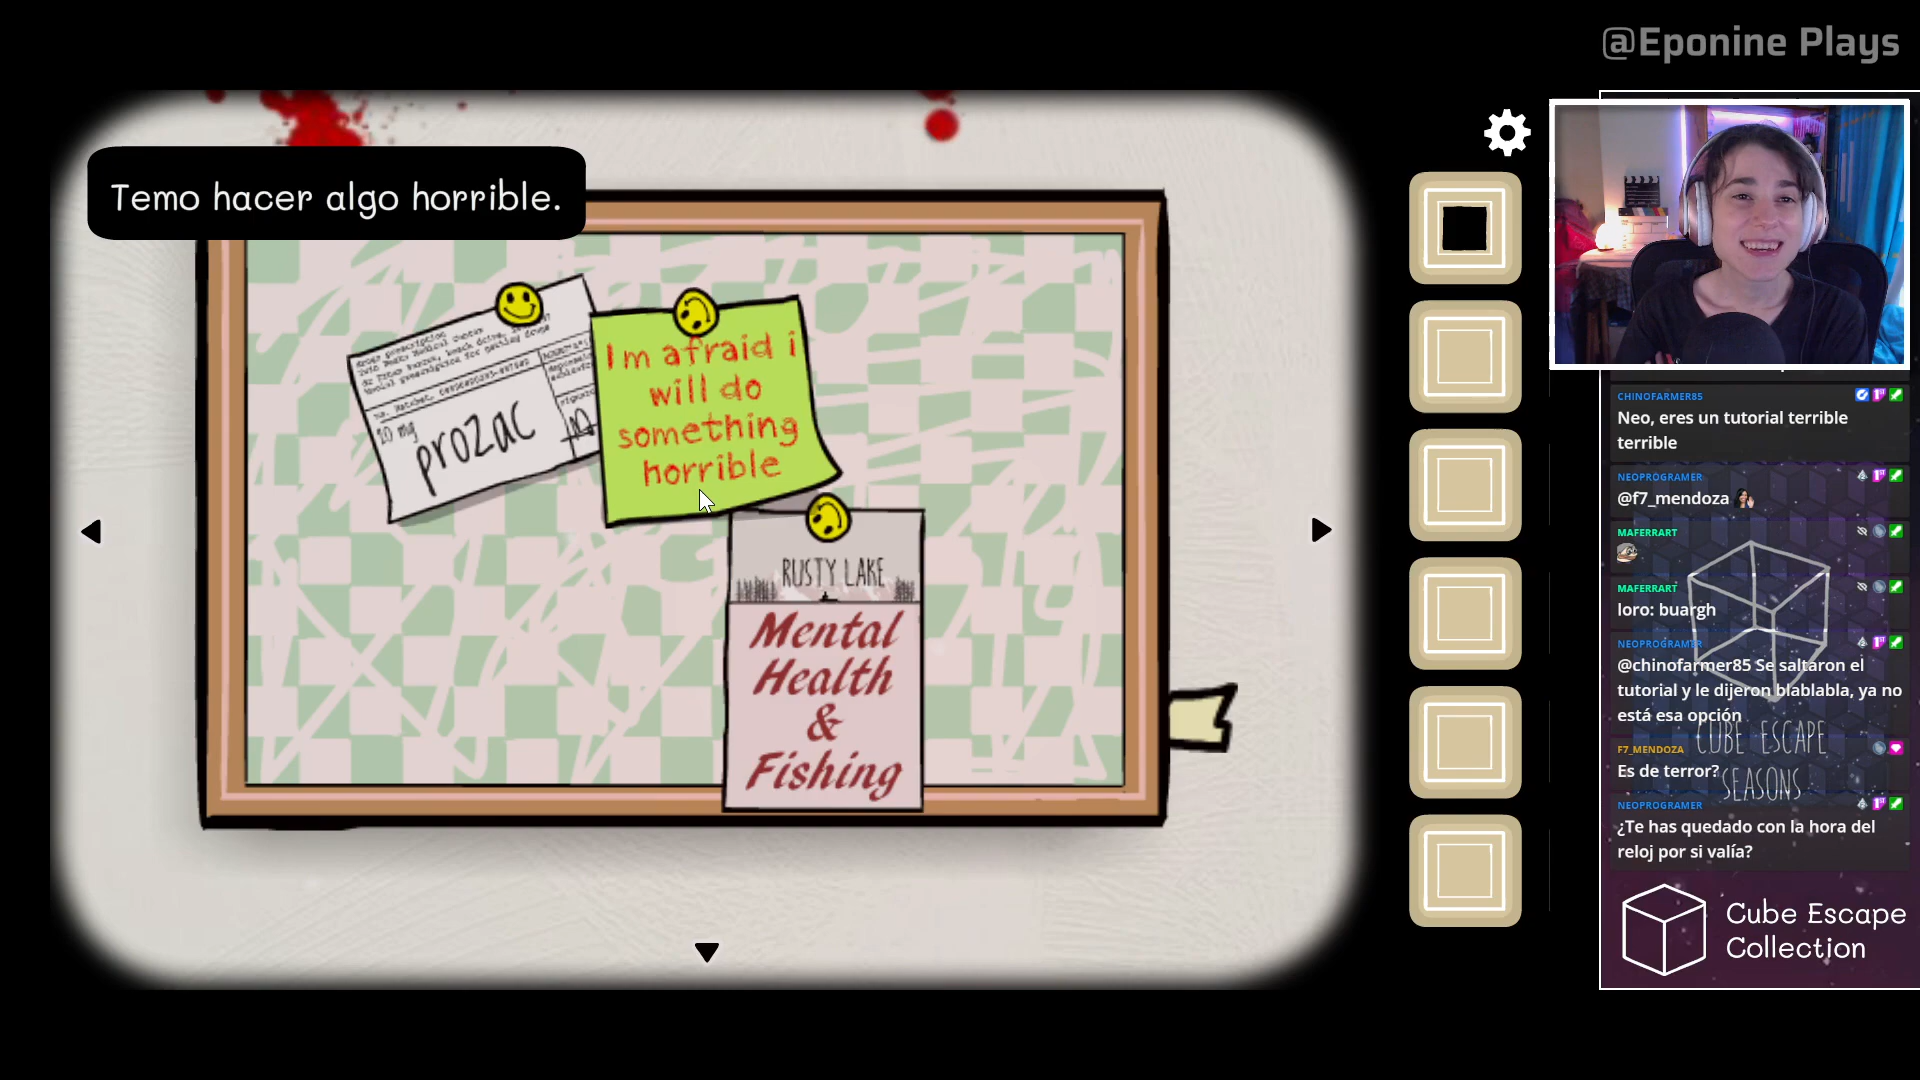 @Eponine Plays
Temo hacer algo horrible.
20 mg
prozac
I m afraid i
will do
something
horrible
RUSTY LAKE
Mental
Health
&
Fishing
CHINOFARMER85
Neo, eres un tutorial terrible
terrible
NEOPROGRAMER
@f7_mendoza
MAFERRART
MAFERRART
loro: buargh
NEOPROGRAMER
@chinofarmer85 Se saltaron el
tutorial y le dijeron blablabla, ya no
está esa opción
F7_MENDOZA
Es de terror?
NEOPROGRAMER
¿Te has quedado con la hora del
reloj por si valía?
CUBE ESCAPE
SEASONS
Cube Escape
Collection